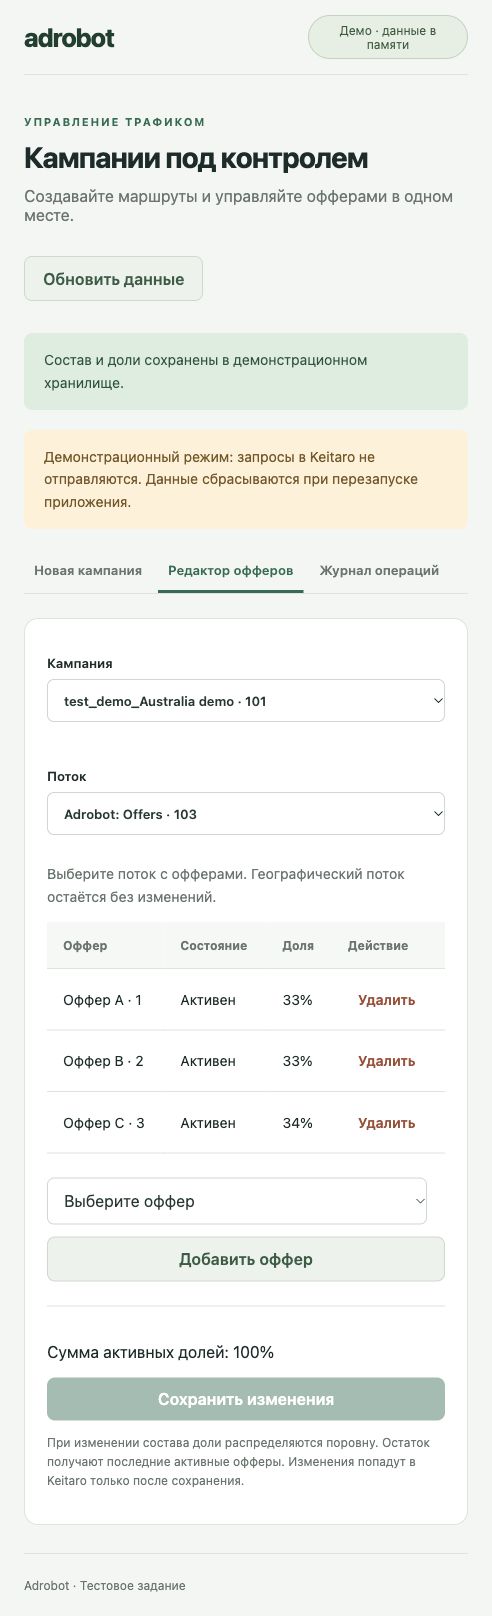 adrobot
Демо · данные в
памяти
УПРАВЛЕНИЕ ТРАФИКОМ
Кампании под контролем
Создавайте маршруты и управляйте офферами в одном
месте.
Обновить данные
Состав и доли сохранены в демонстрационном
хранилище.
Демонстрационный режим: запросы в Keitaro не
отправляются. Данные сбрасываются при перезапуске
приложения.
Новая кампания Редактор офферов Журнал операций
Кампания
test_demo_Australia demo · 101
Поток
Adrobot: Offers · 103
Выберите поток с офферами. Географический поток
остаётся без изменений.
Оффер Состояние Доля Действие
Оффер A · 1 Активен 33% Удалить
Оффер B · 2 Активен 33% Удалить
Оффер C · 3 Активен 34% Удалить
Выберите оффер
Добавить оффер
Сумма активных долей: 100%
Сохранить изменения
При изменении состава доли распределяются поровну. Остаток
получают последние активные офферы. Изменения попадут в
Keitaro только после сохранения.
Adrobot · Тестовое задание